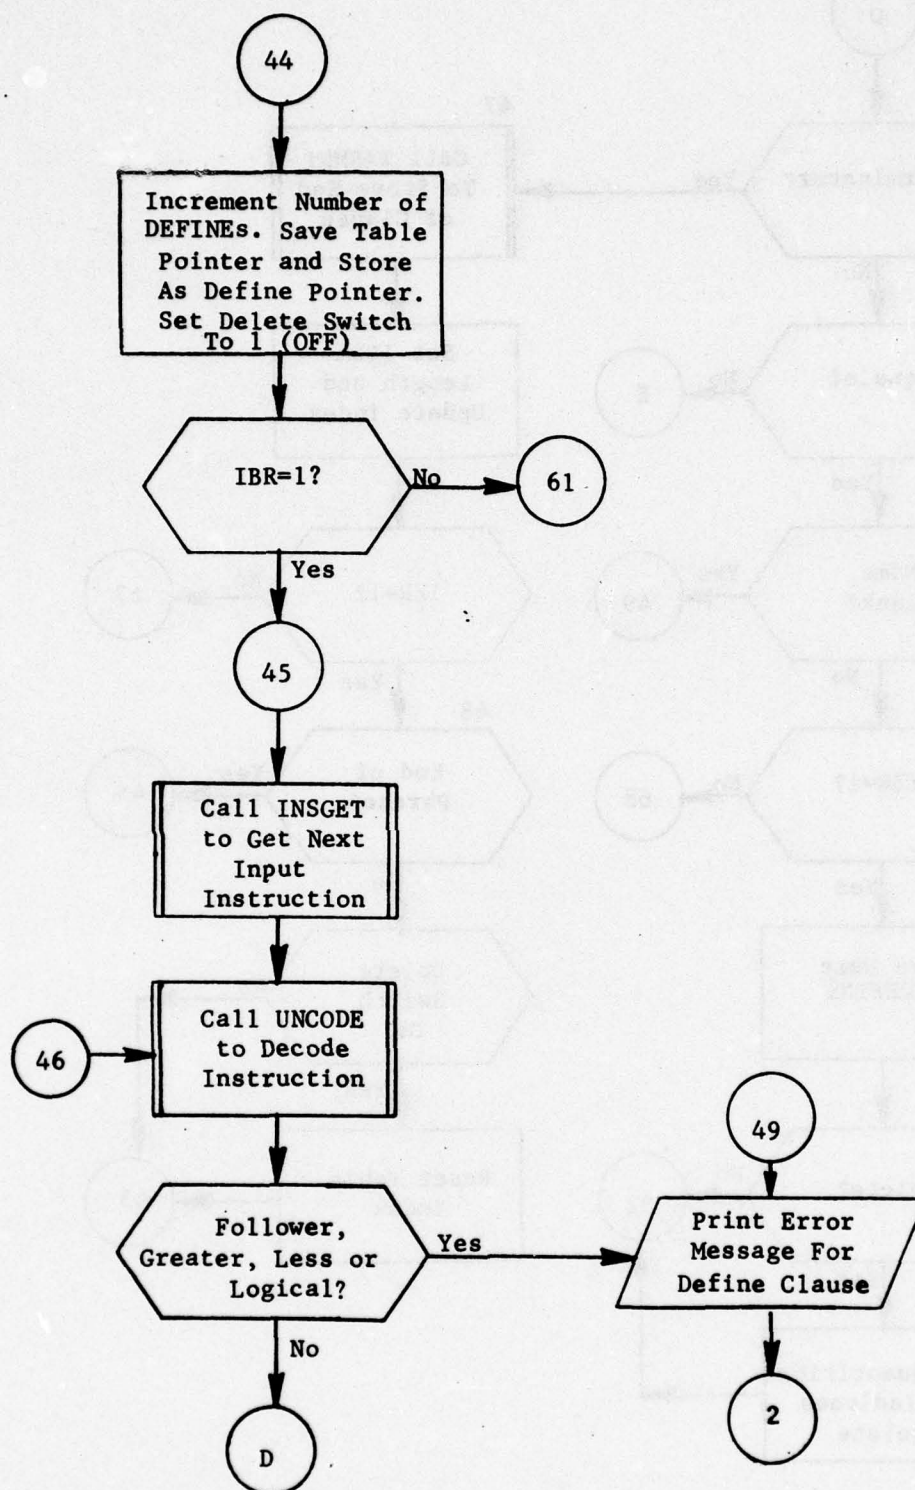 44
Increment Number of
DEFINEs. Save Table
Pointer and Store
As Define Pointer.
Set Delete Switch
To 1 (OFF)
IBR=1?
No
61
Yes
45
Call INSGET
to Get Next
Input
Instruction
46
Call UNCODE
to Decode
Instruction
Follower,
Greater, Less or
Logical?
Yes
No
D
49
Print Error
Message For
Define Clause
2